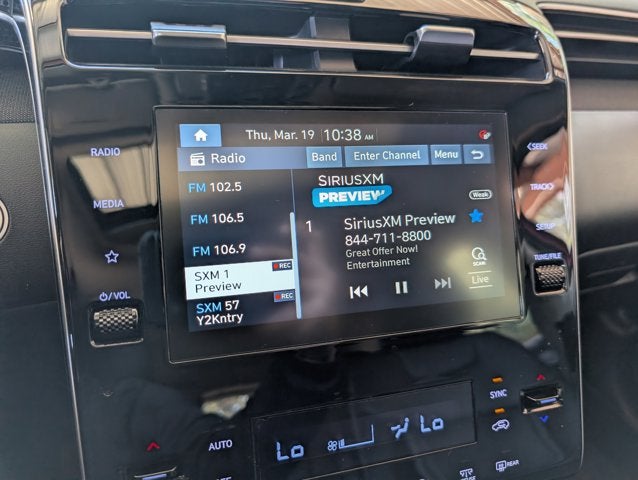 Thu, Mar. 19 10:38 AM
RADIO
Radio Band Enter Channel Menu
<SEEK
FM 102.5
SIRIUSXM
PREVIEW
Weak
MEDIA
TRACK>
FM 106.5
1 SiriusXM Preview
844-711-8800
Great Offer Now!
Entertainment
SETUP
FM 106.9
SCAN
TUNE/FILE
SXM 1 REC
Preview
Live
VOL
SXM 57 REC
Y2Kntry
SYNC
AUTO
Lo Lo
REAR